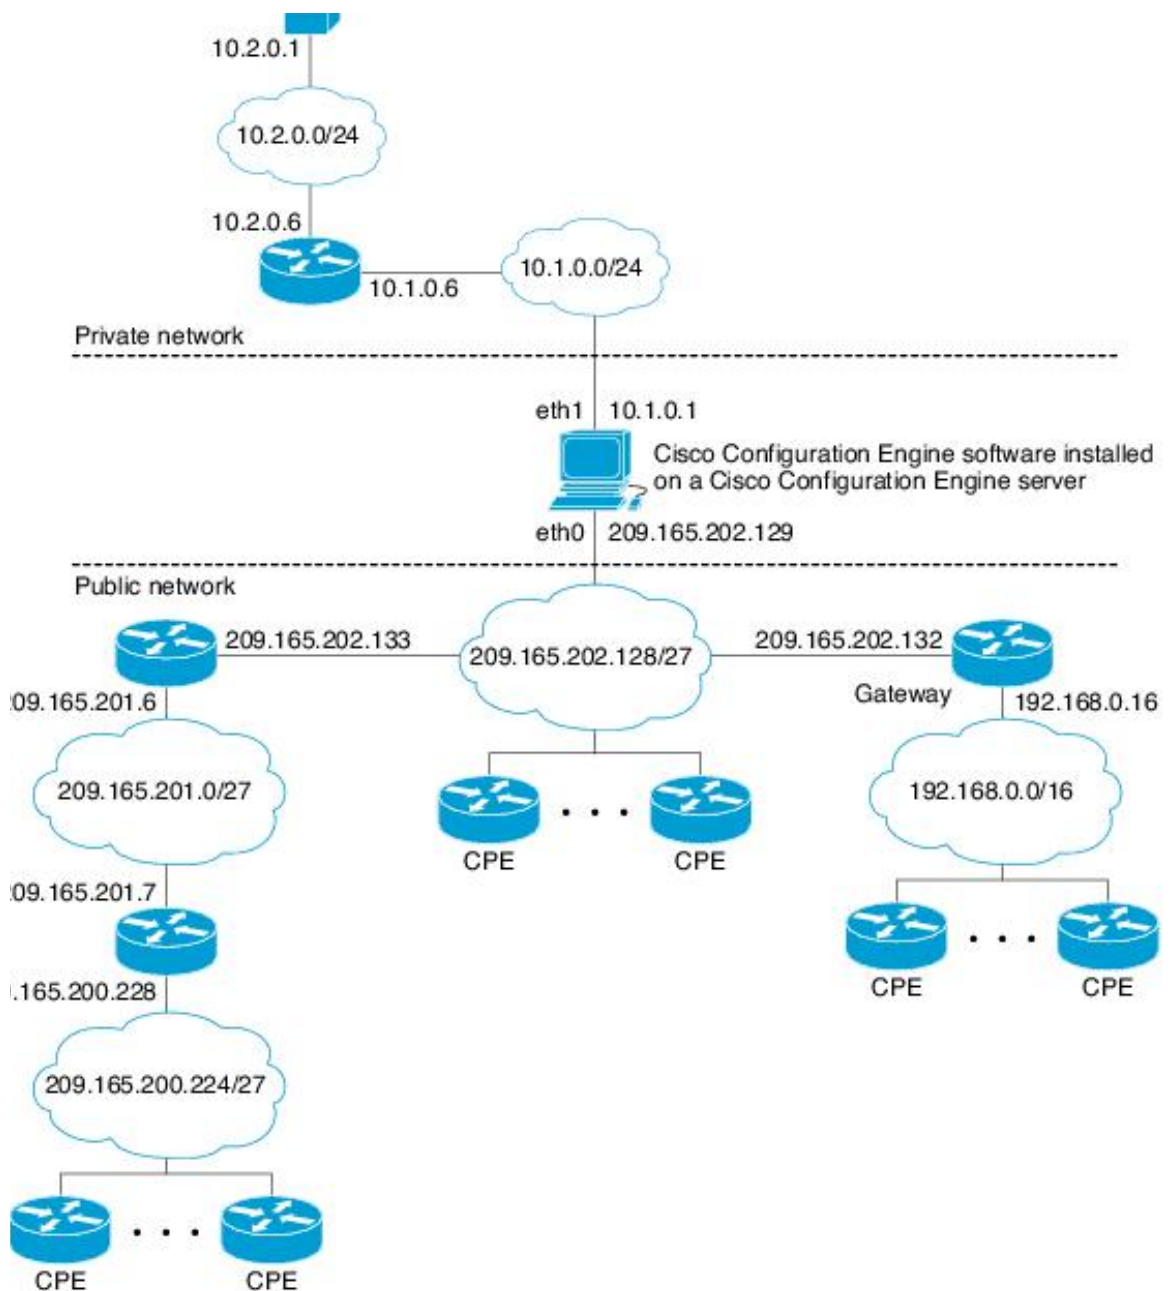 10.2.0.1
10.2.0.0/24
10.2.0.6
10.1.0.0/24
10.1.0.6
Private network
eth1 10.1.0.1
Cisco Configuration Engine software installed
on a Cisco Configuration Engine server
eth0 209.165.202.129
Public network
209.165.202.133
209.165.202.128/27
209.165.202.132
Gateway
209.165.201.6
192.168.0.16
209.165.201.0/27
192.168.0.0/16
CPE
CPE
209.165.201.7
CPE
CPE
.165.200.228
209.165.200.224/27
CPE
CPE